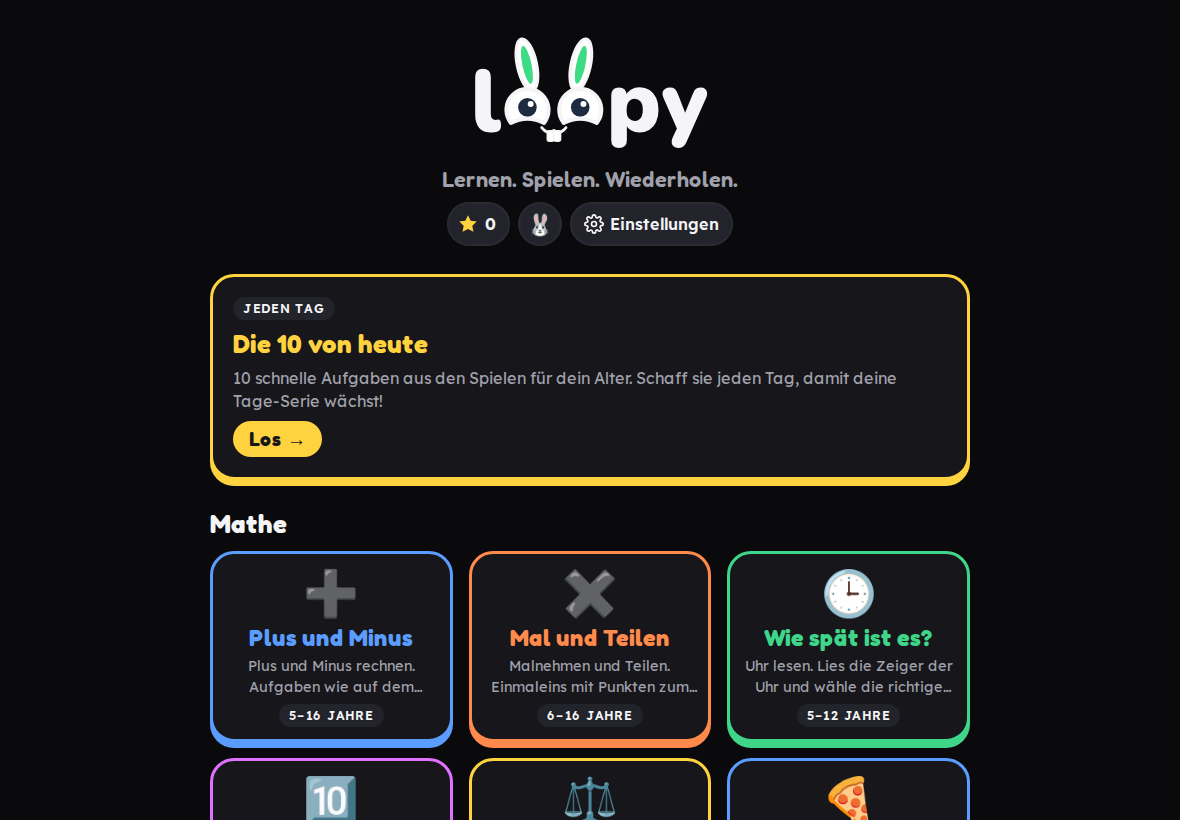 loopy
Lernen. Spielen. Wiederholen.
0
Einstellungen
JEDEN TAG
Die 10 von heute
10 schnelle Aufgaben aus den Spielen für dein Alter. Schaff sie jeden Tag, damit deine
Tage-Serie wächst!
Los →
Mathe
Plus und Minus
Plus und Minus rechnen.
Aufgaben wie auf dem…
5–16 JAHRE
Mal und Teilen
Malnehmen und Teilen.
Einmaleins mit Punkten zum…
6–16 JAHRE
Wie spät ist es?
Uhr lesen. Lies die Zeiger der
Uhr und wähle die richtige…
5–12 JAHRE
10